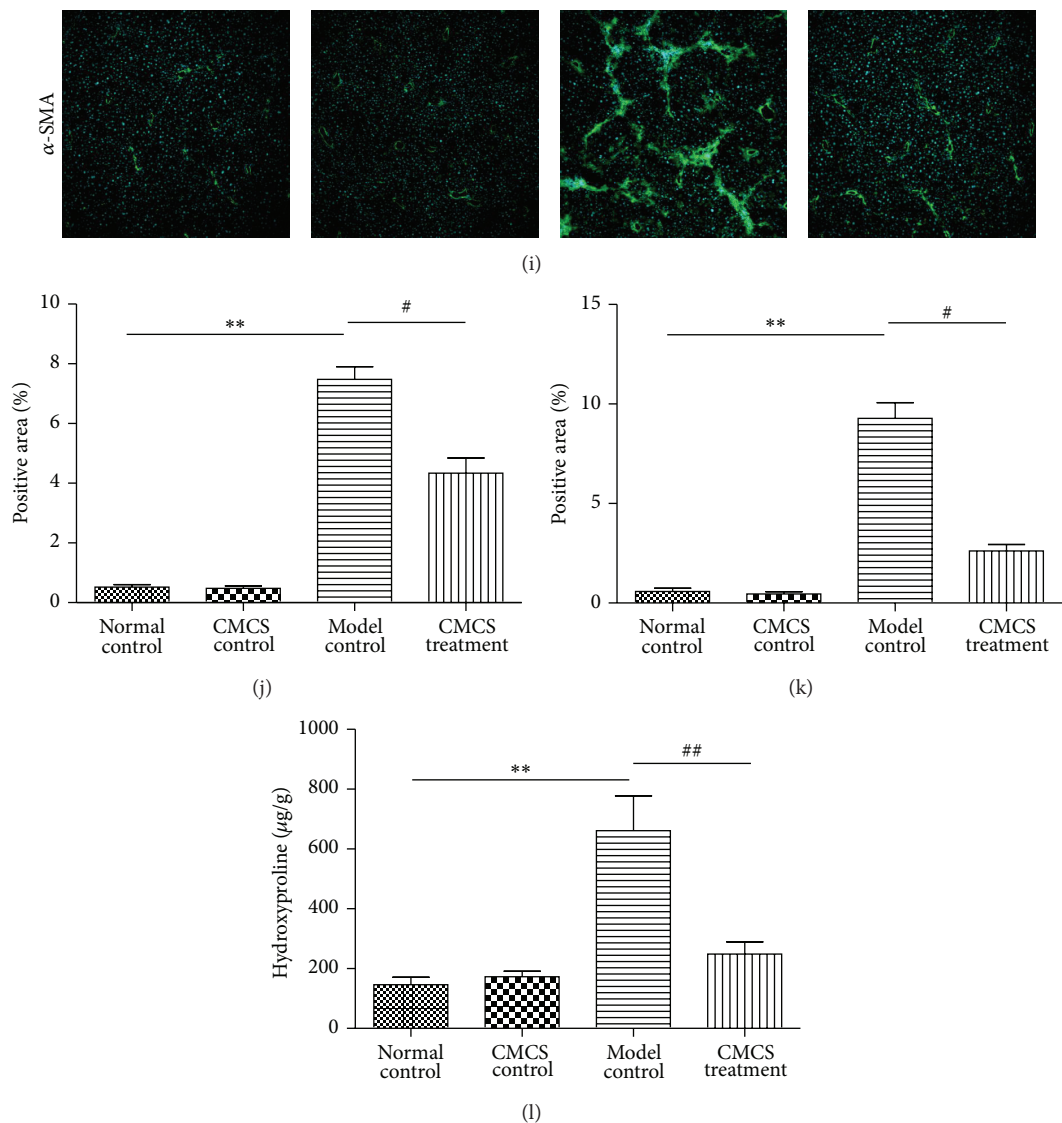 α-SMA
(i)
Positive area (%)
10
8
6
4
2
0
**
#
Normal control
CMCS control
Model control
CMCS treatment
(j)
Positive area (%)
15
10
5
0
**
#
Normal control
CMCS control
Model control
CMCS treatment
(k)
Hydroxyproline (μg/g)
1000
800
600
400
200
0
**
##
Normal control
CMCS control
Model control
CMCS treatment
(l)